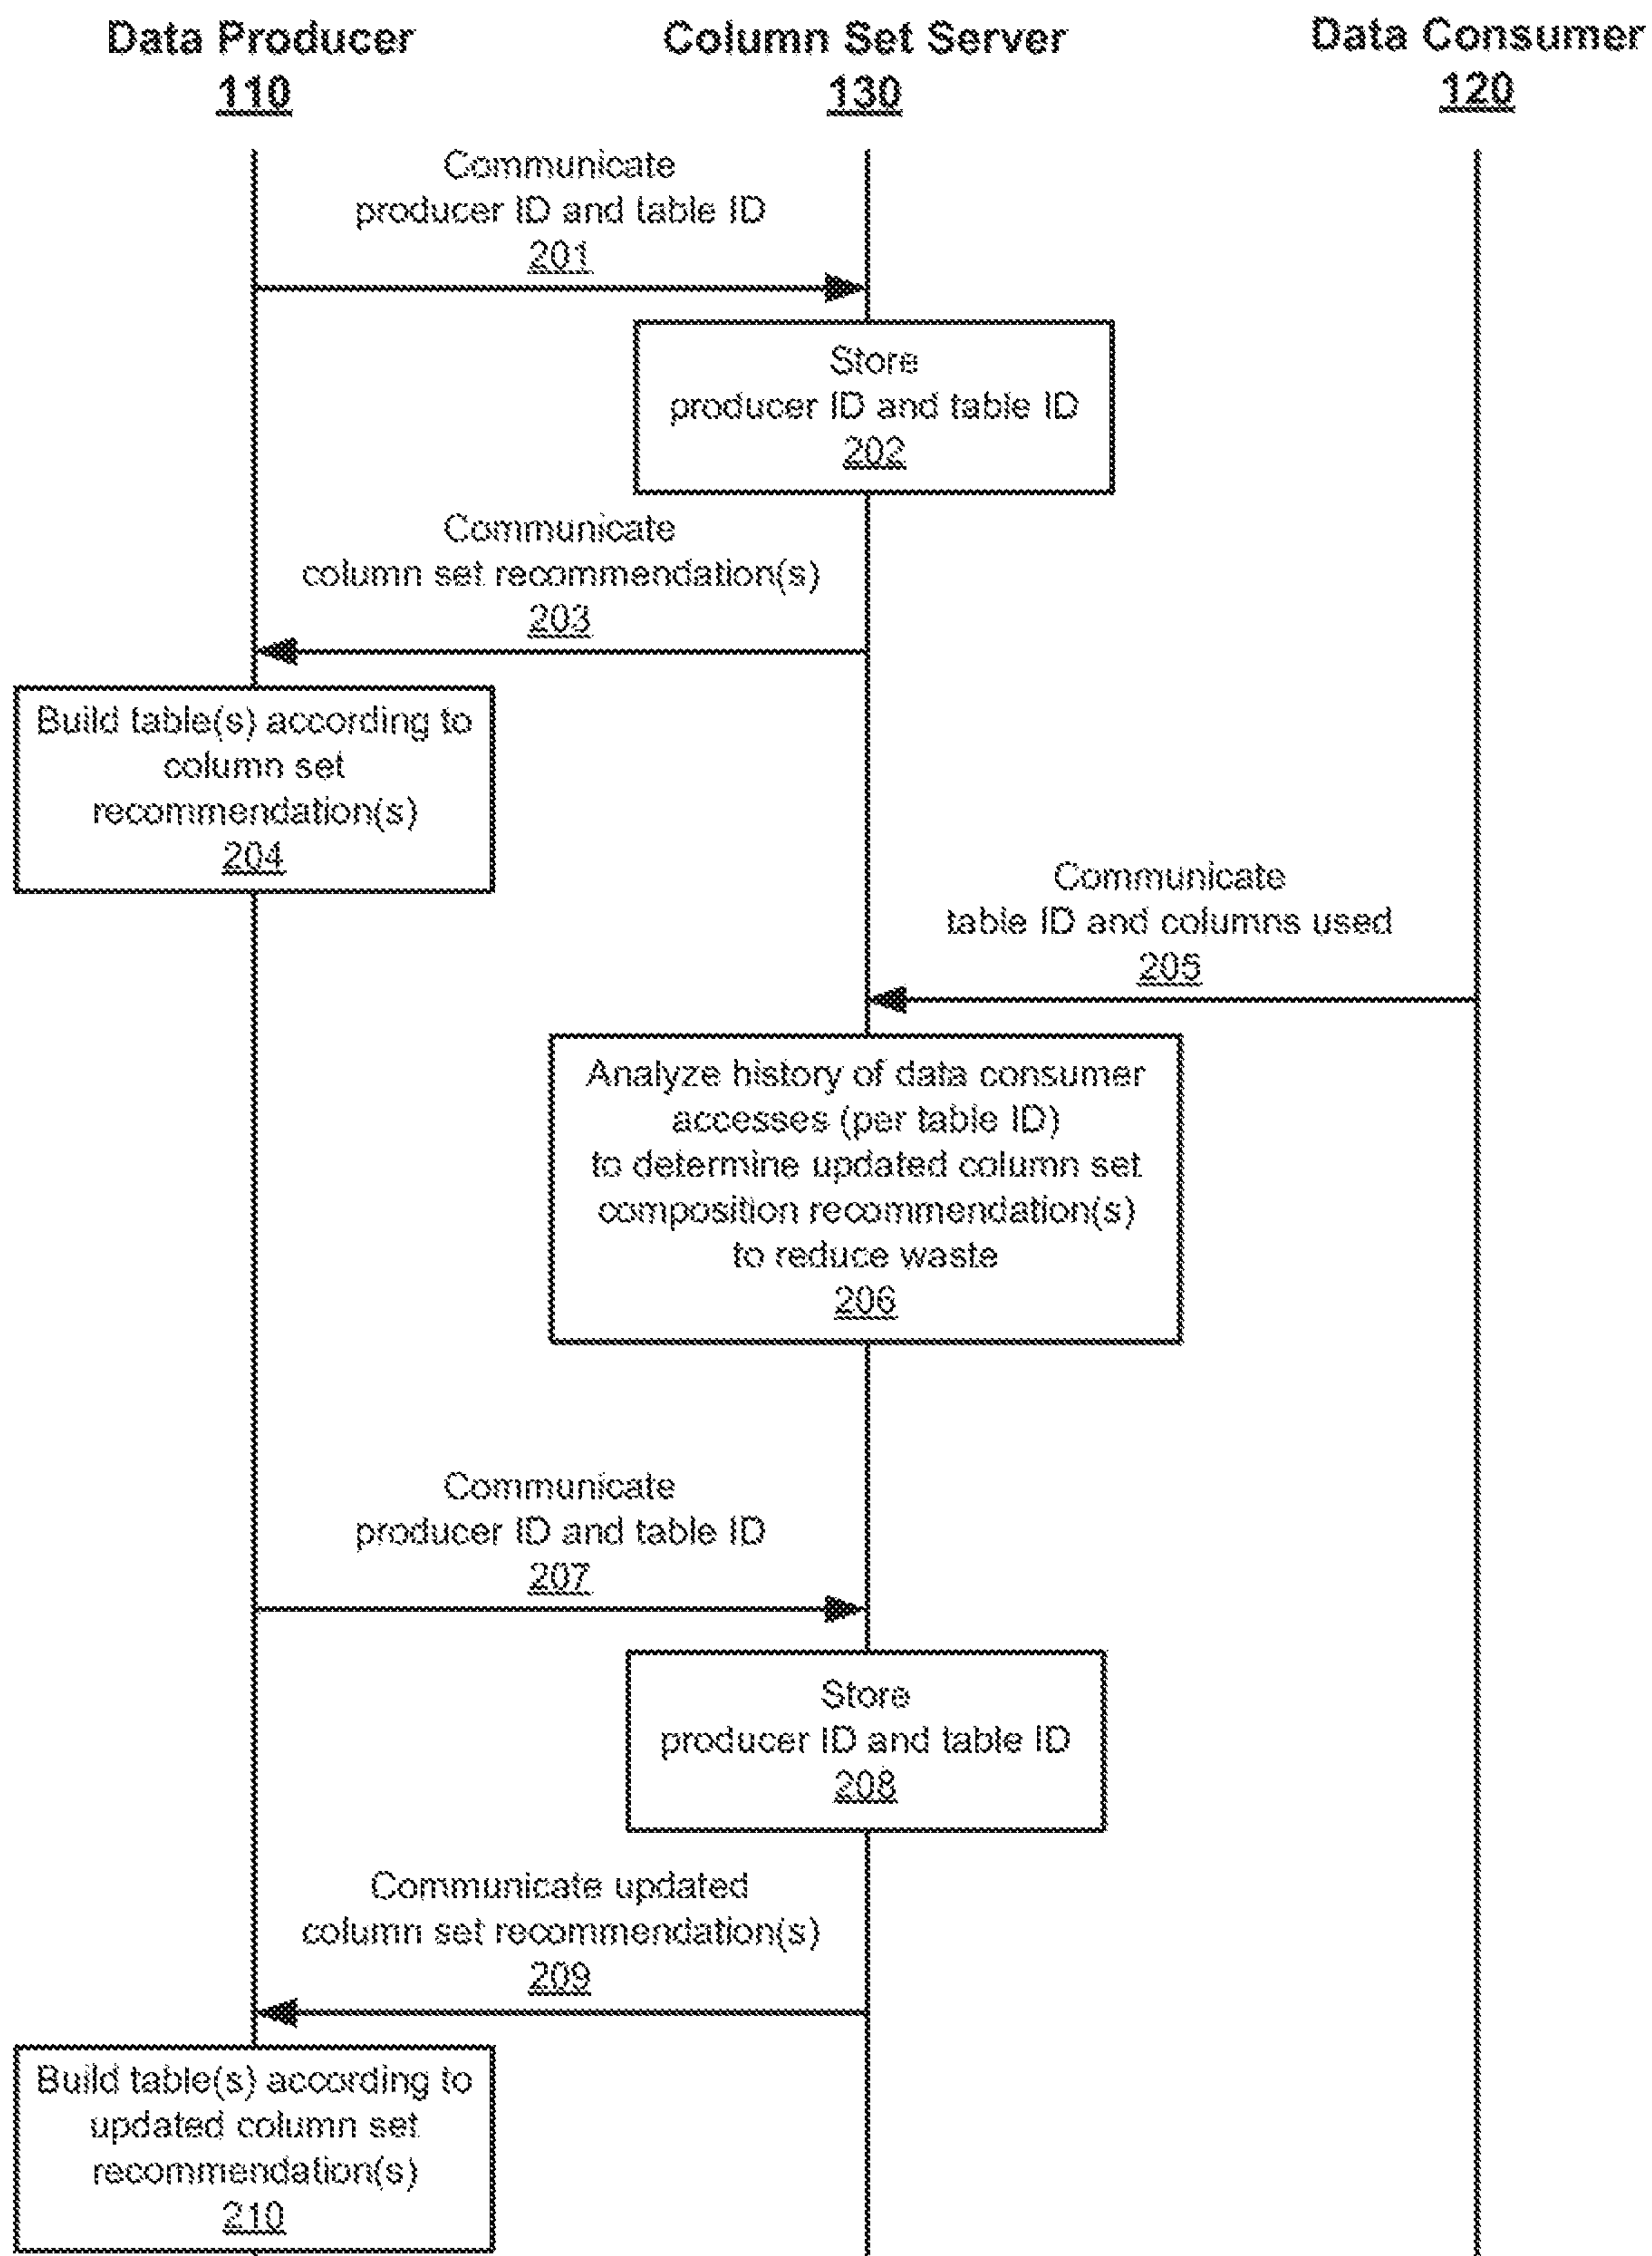 Data Producer
110
Column Set Server
130
Data Consumer
120
Communicate
producer ID and table ID
201
Store
producer ID and table ID
202
Communicate
column set recommendation(s)
203
Build table(s) according to
column set
recommendation(s)
204
Communicate
table ID and columns used
205
Analyze history of data consumer
accesses (per table ID)
to determine updated column set
composition recommendation(s)
to reduce waste
206
Communicate
producer ID and table ID
207
Store
producer ID and table ID
208
Communicate updated
column set recommendation(s)
209
Build table(s) according to
updated column set
recommendation(s)
210